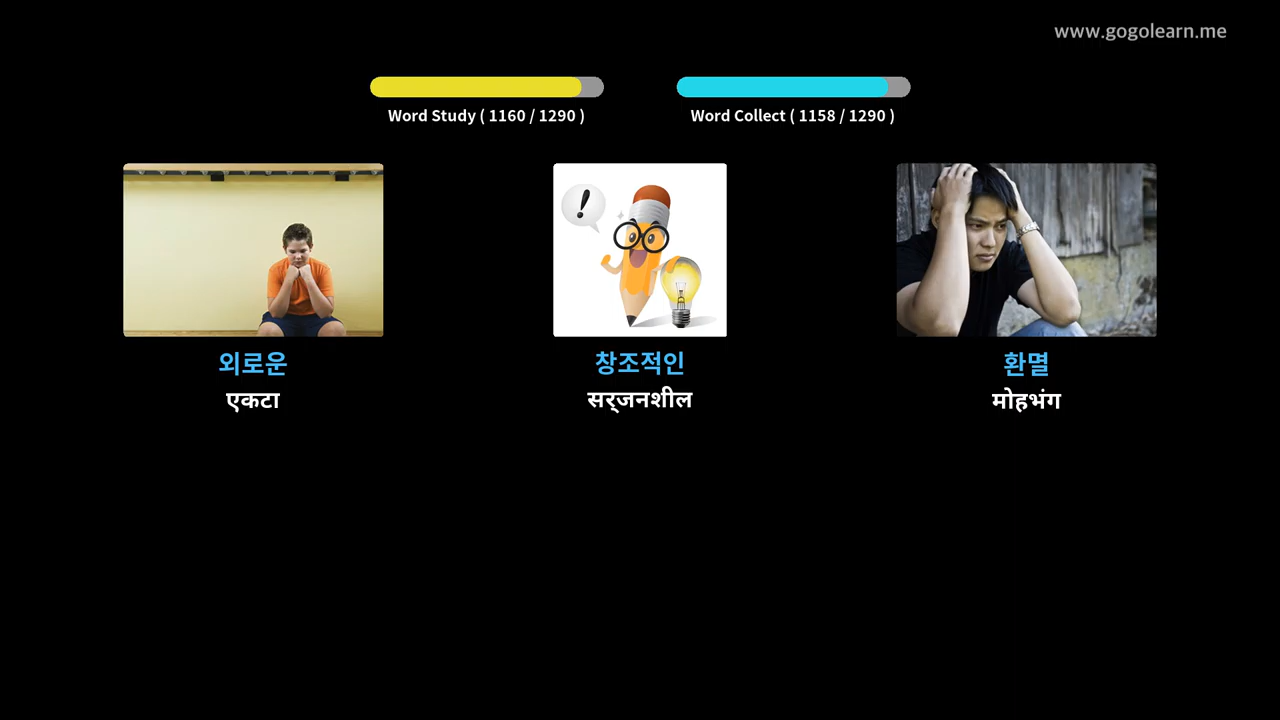 www.gogolearn.me
Word Study ( 1160 / 1290 )
Word Collect ( 1158 / 1290 )
!
외로운
창조적인
환멸
एकटा
सर्जनशील
मोहभंग